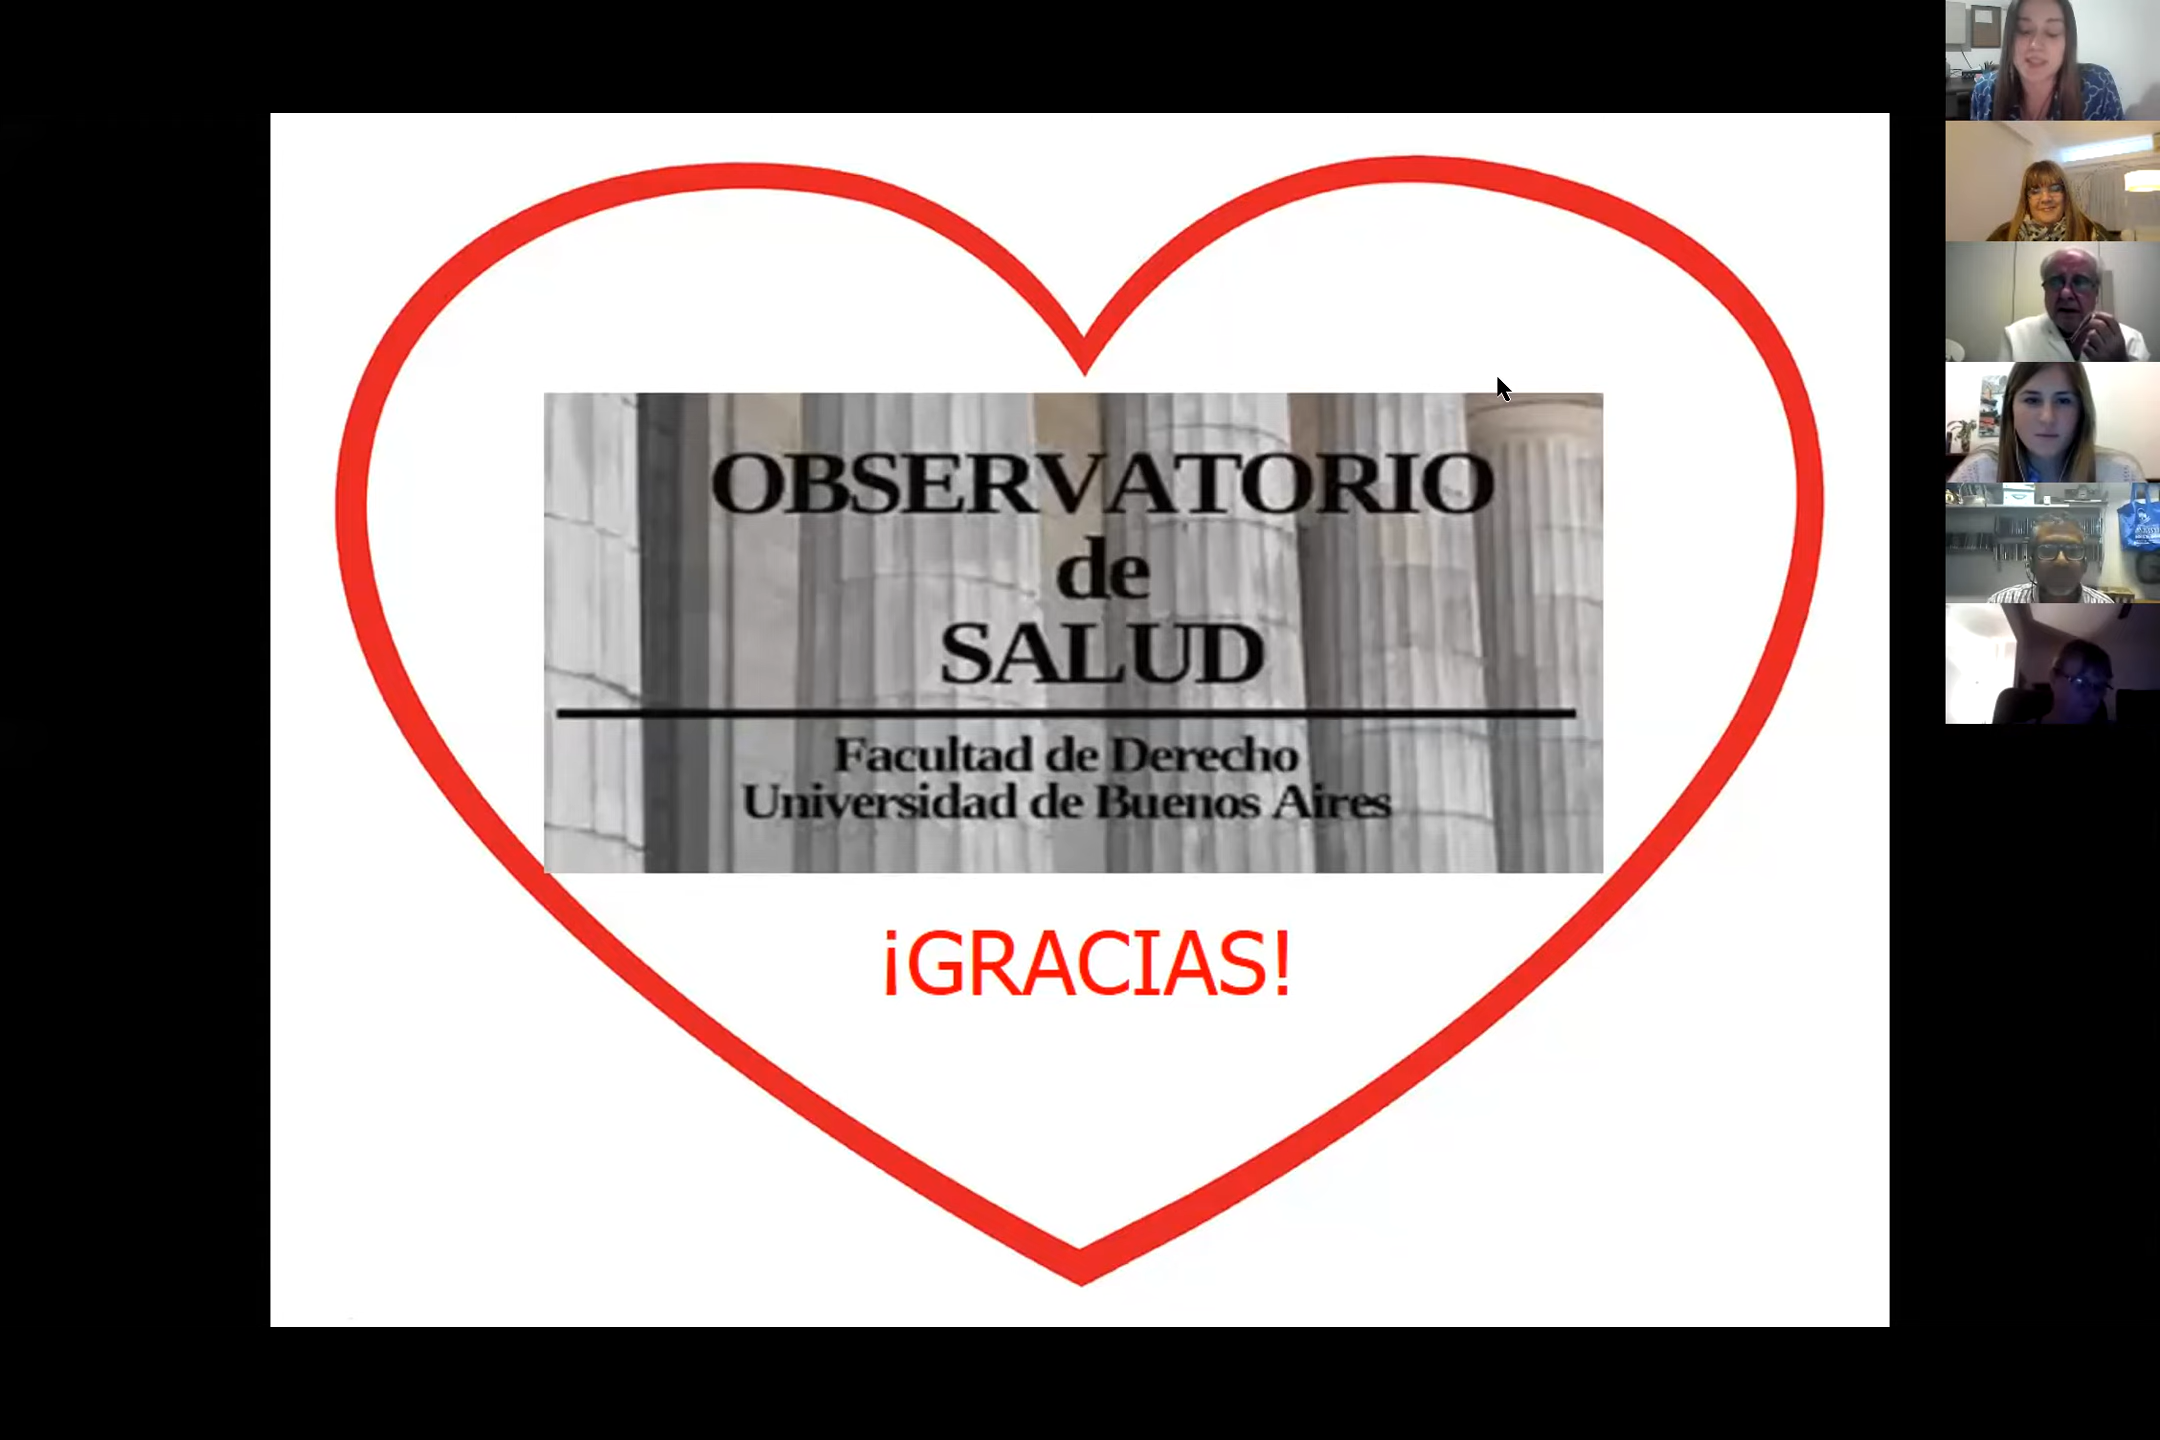 OBSERVATORIO
de
SALUD
Facultad de Derecho
Universidad de Buenos Aires
¡GRACIAS!